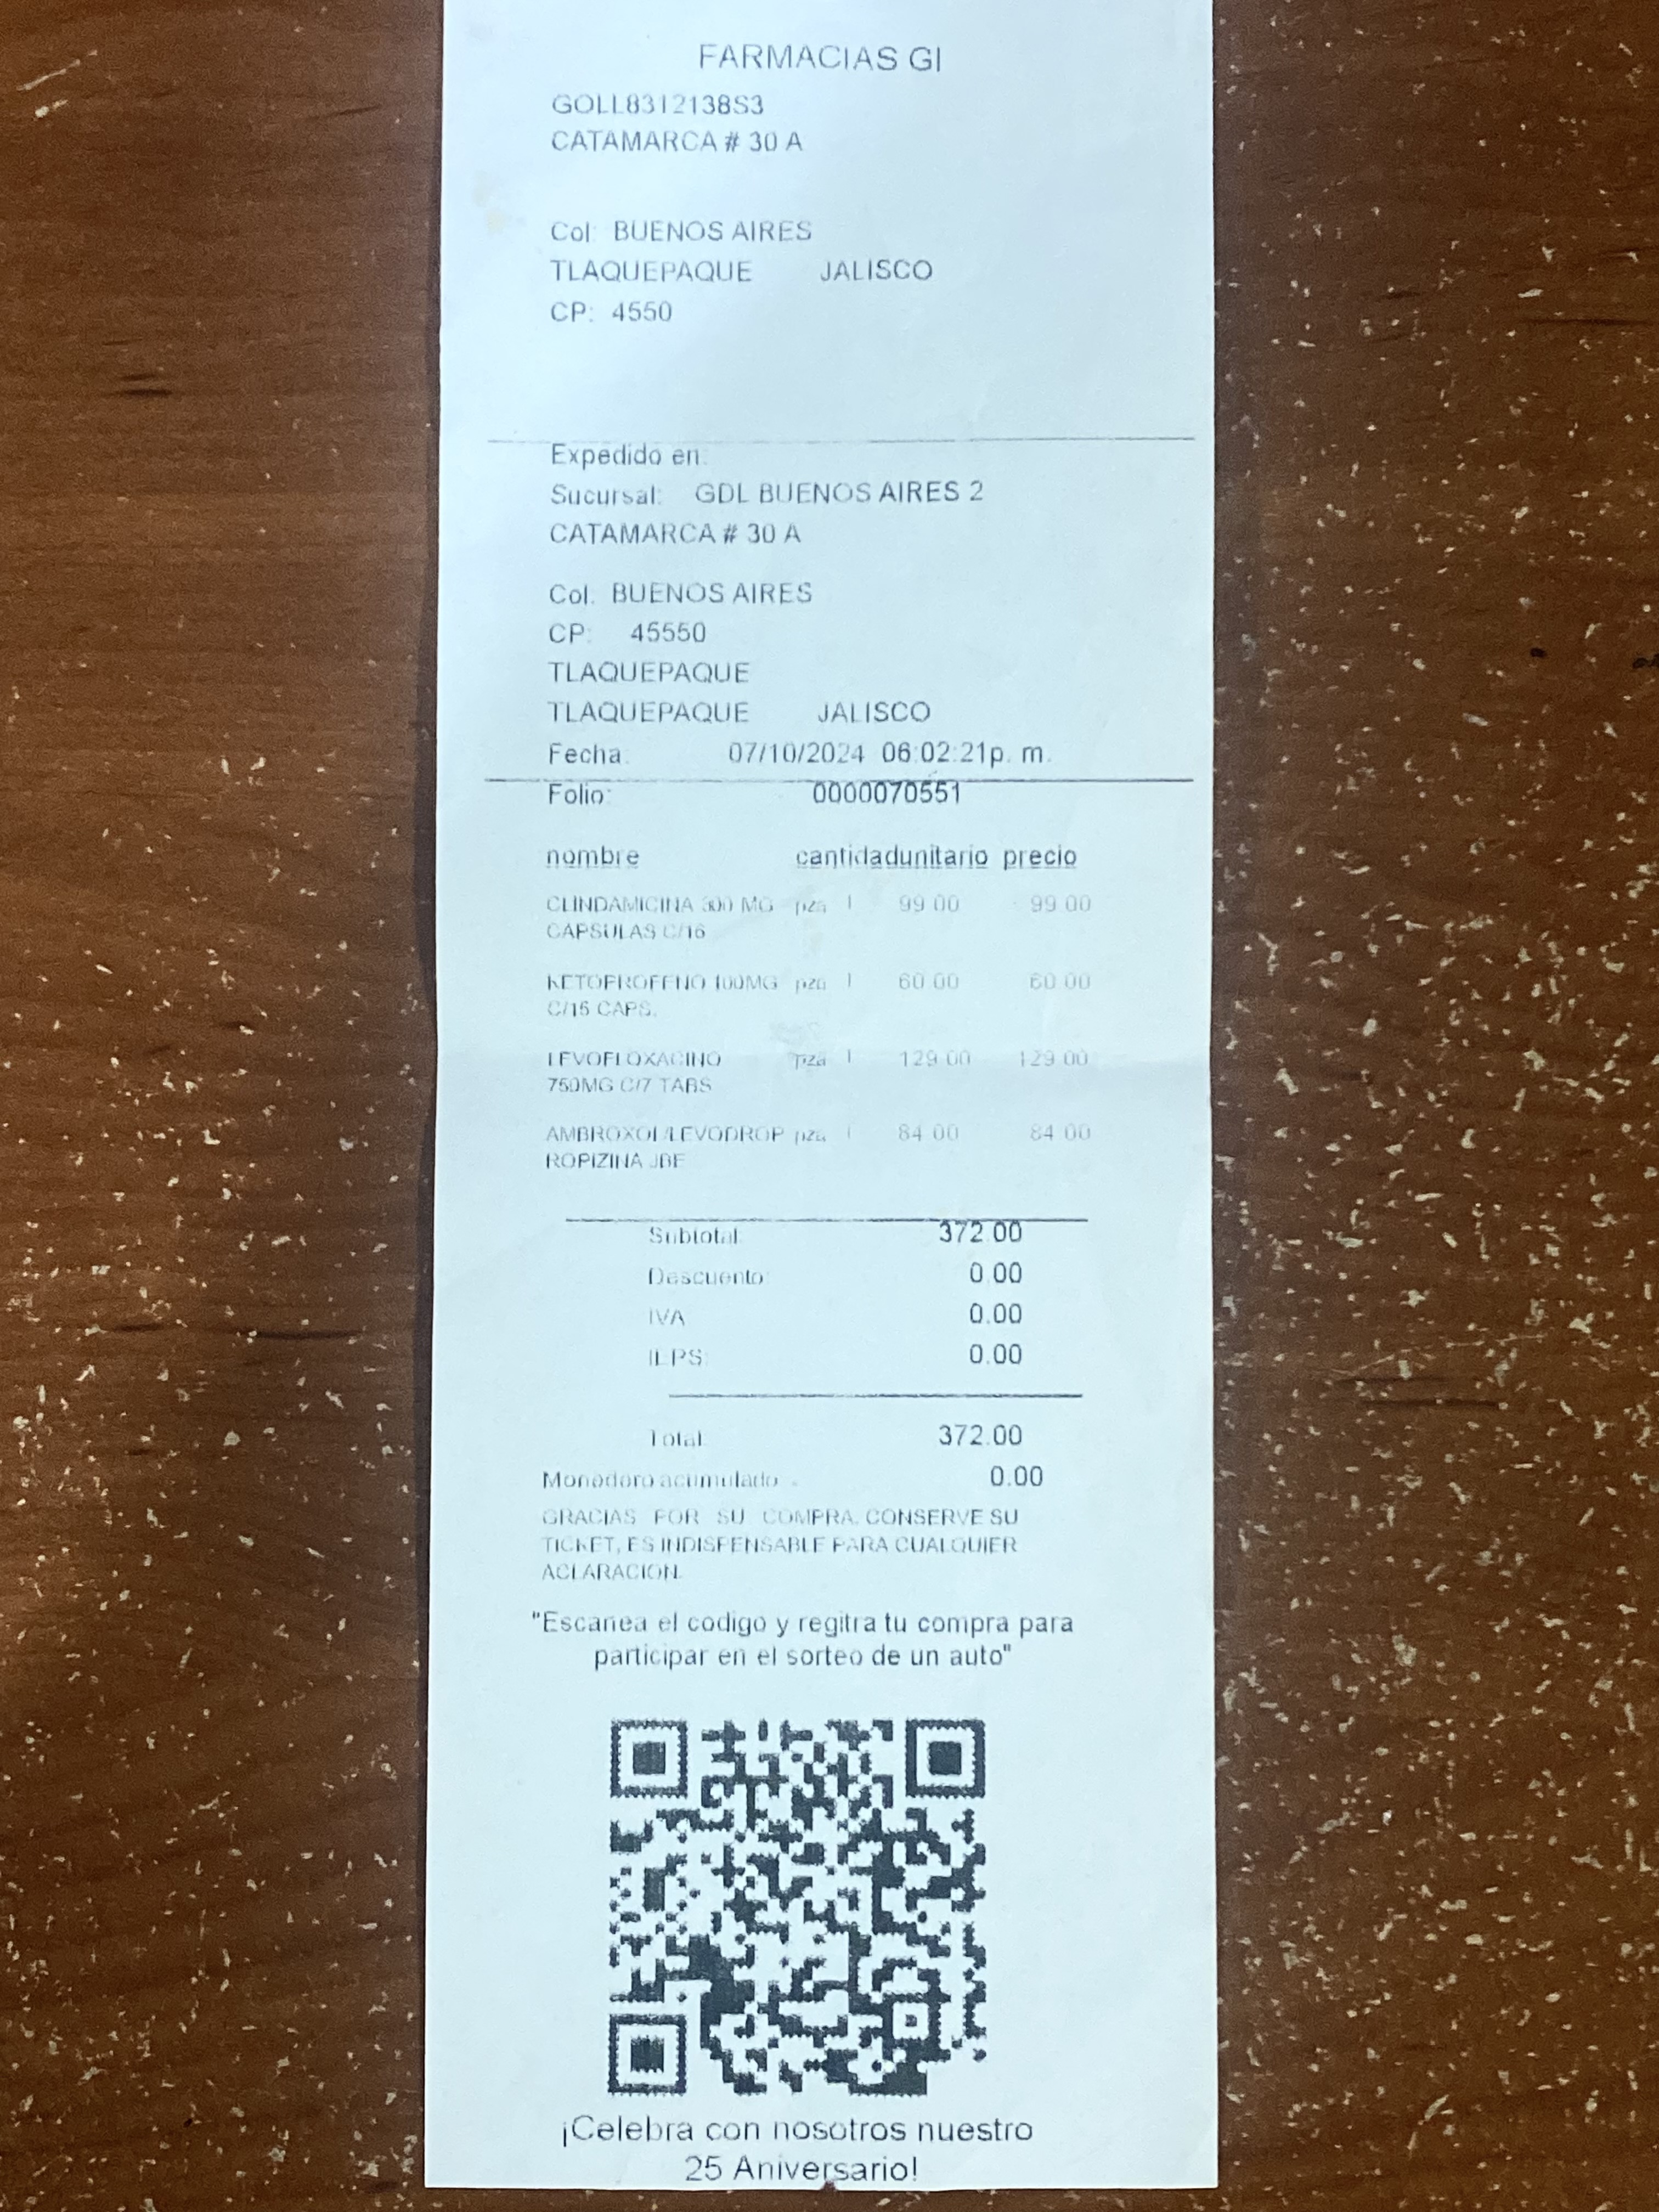 FARMACIAS GI
GOLL8312138S3
CATAMARCA # 30 A
Col: BUENOS AIRES
TLAQUEPAQUE JALISCO
CP: 4550
Expedido en:
Sucursal: GDL BUENOS AIRES 2
CATAMARCA # 30 A
Col: BUENOS AIRES
CP: 45550
TLAQUEPAQUE
TLAQUEPAQUE JALISCO
Fecha: 07/10/2024 06:02:21p. m.
Folio: 0000070551
nombre cantidadunitario precio
CLINDAMICINA 300 MG pza 1 99.00 99.00
CAPSULAS C/16
KETOPROFENO 100MG pza 1 60.00 60.00
C/15 CAPS.
LEVOFLOXACINO pza 1 129.00 129.00
750MG C/7 TABS
AMBROXOL/LEVODROP pza 1 84.00 84.00
ROPIZINA JBE
Subtotal: 372.00
Descuento: 0.00
IVA 0.00
IEPS: 0.00
Total: 372.00
Monedero acumulado 0.00
GRACIAS POR SU COMPRA. CONSERVE SU
TICKET, ES INDISPENSABLE PARA CUALQUIER
ACLARACION.
"Escanea el codigo y regitra tu compra para
participar en el sorteo de un auto"
¡Celebra con nosotros nuestro
25 Aniversario!